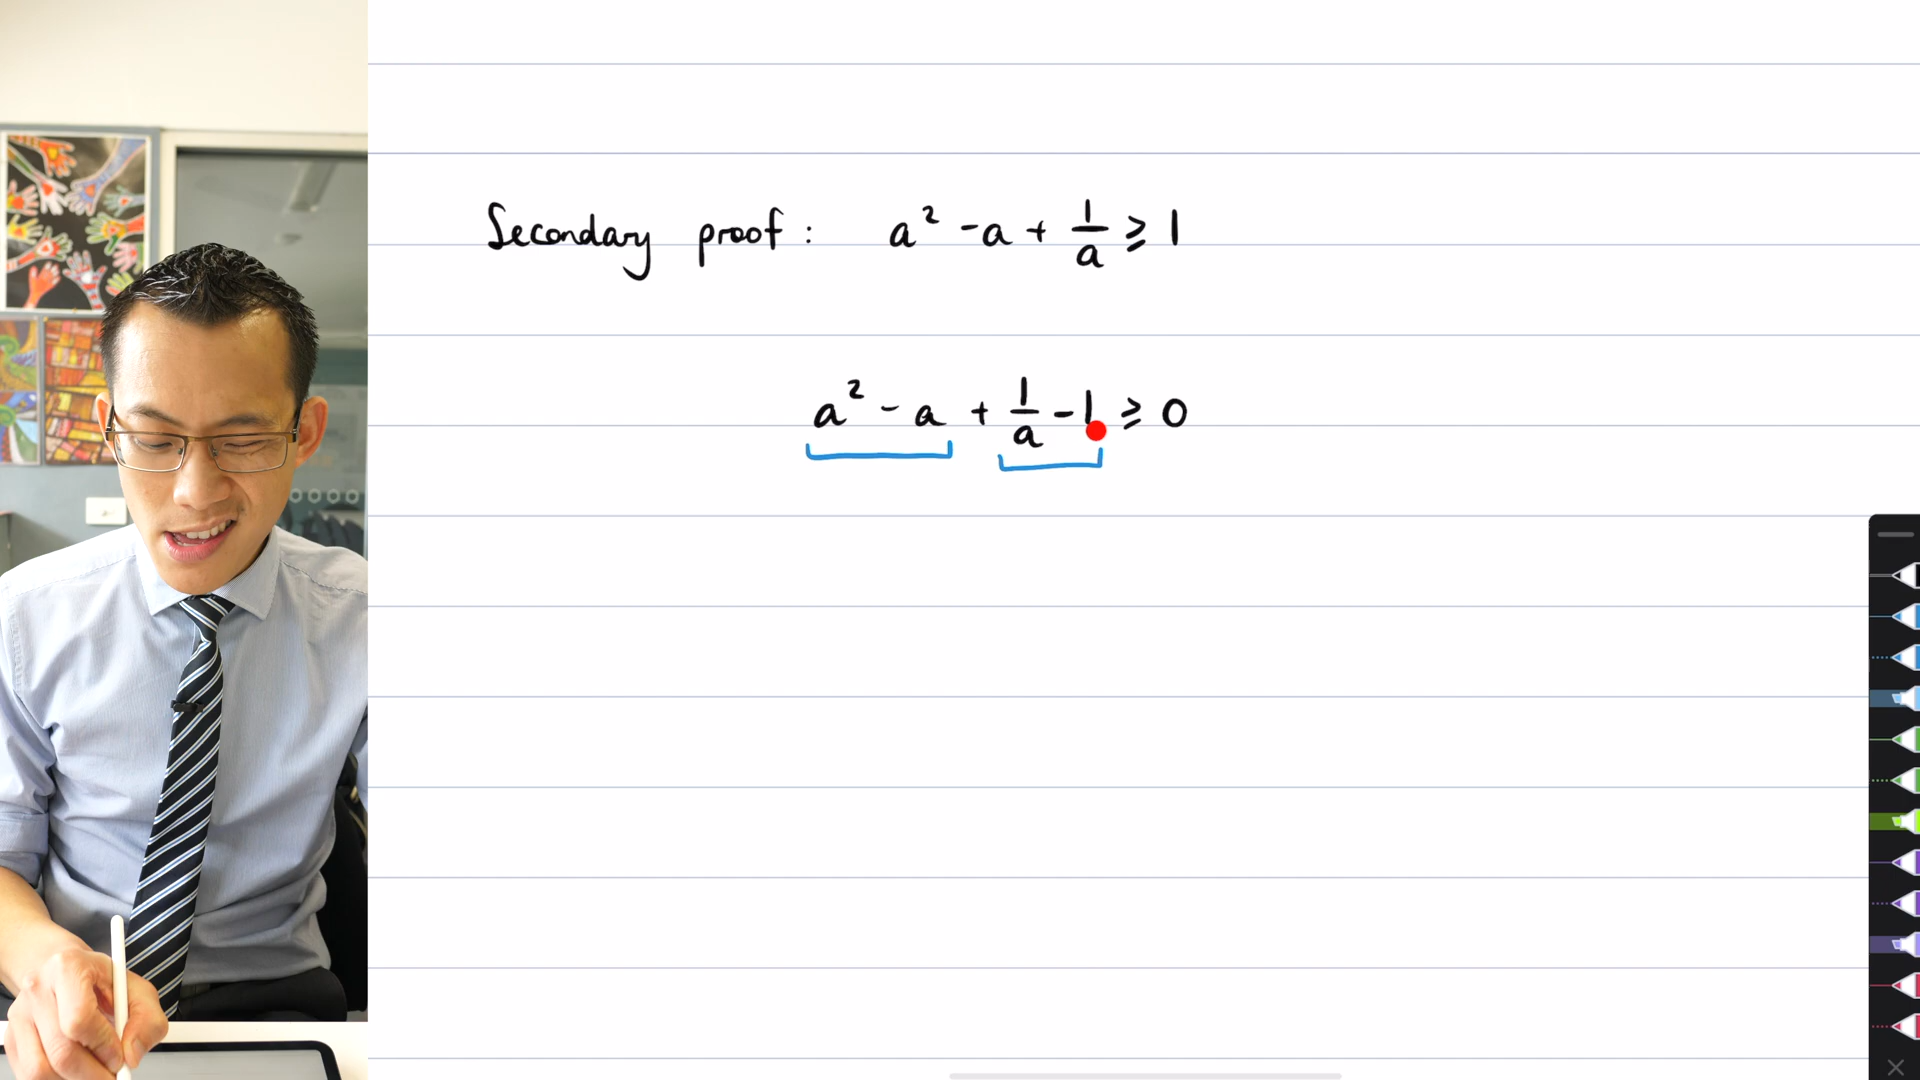 Secondary proof : a² - a + 1/a ⩾ 1
a² - a + 1/a - 1 ⩾ 0